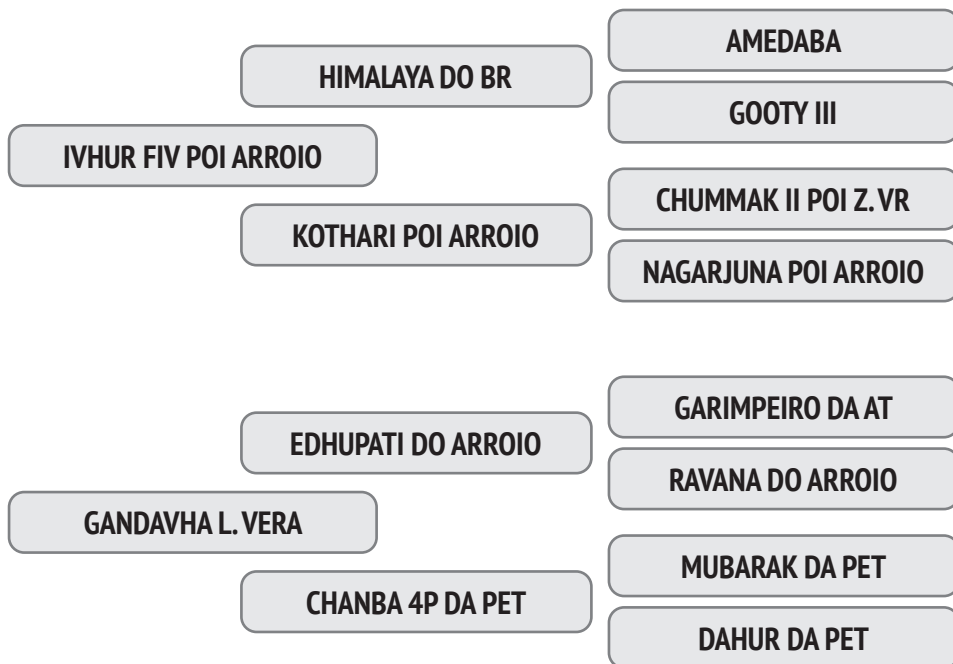 AMEDABA
HIMALAYA DO BR
GOOTY III
IVHUR FIV POI ARROIO
CHUMMAK II POI Z. VR
KOTHARI POI ARROIO
NAGARJUNA POI ARROIO
GARIMPEIRO DA AT
EDHUPATI DO ARROIO
RAVANA DO ARROIO
GANDAVHA L. VERA
MUBARAK DA PET
CHANBA 4P DA PET
DAHUR DA PET